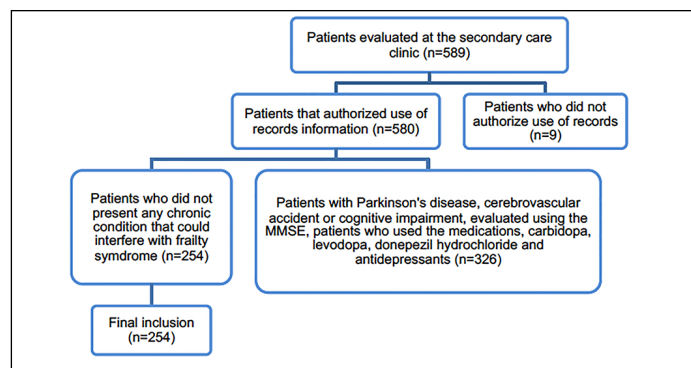 Patients evaluated at the secondary care
clinic (n=589)
Patients that authorized use of
records information (n=580)
Patients who did not
authorize use of records
(n=9)
Patients who did not
present any chronic
condition that could
interfere with frailty
symdrome (n=254)
Patients with Parkinson's disease, cerebrovascular
accident or cognitive impairment, evaluated using the
MMSE, patients who used the medications, carbidopa,
levodopa, donepezil hydrochloride and
antidepressants (n=326)
Final inclusion
(n=254)